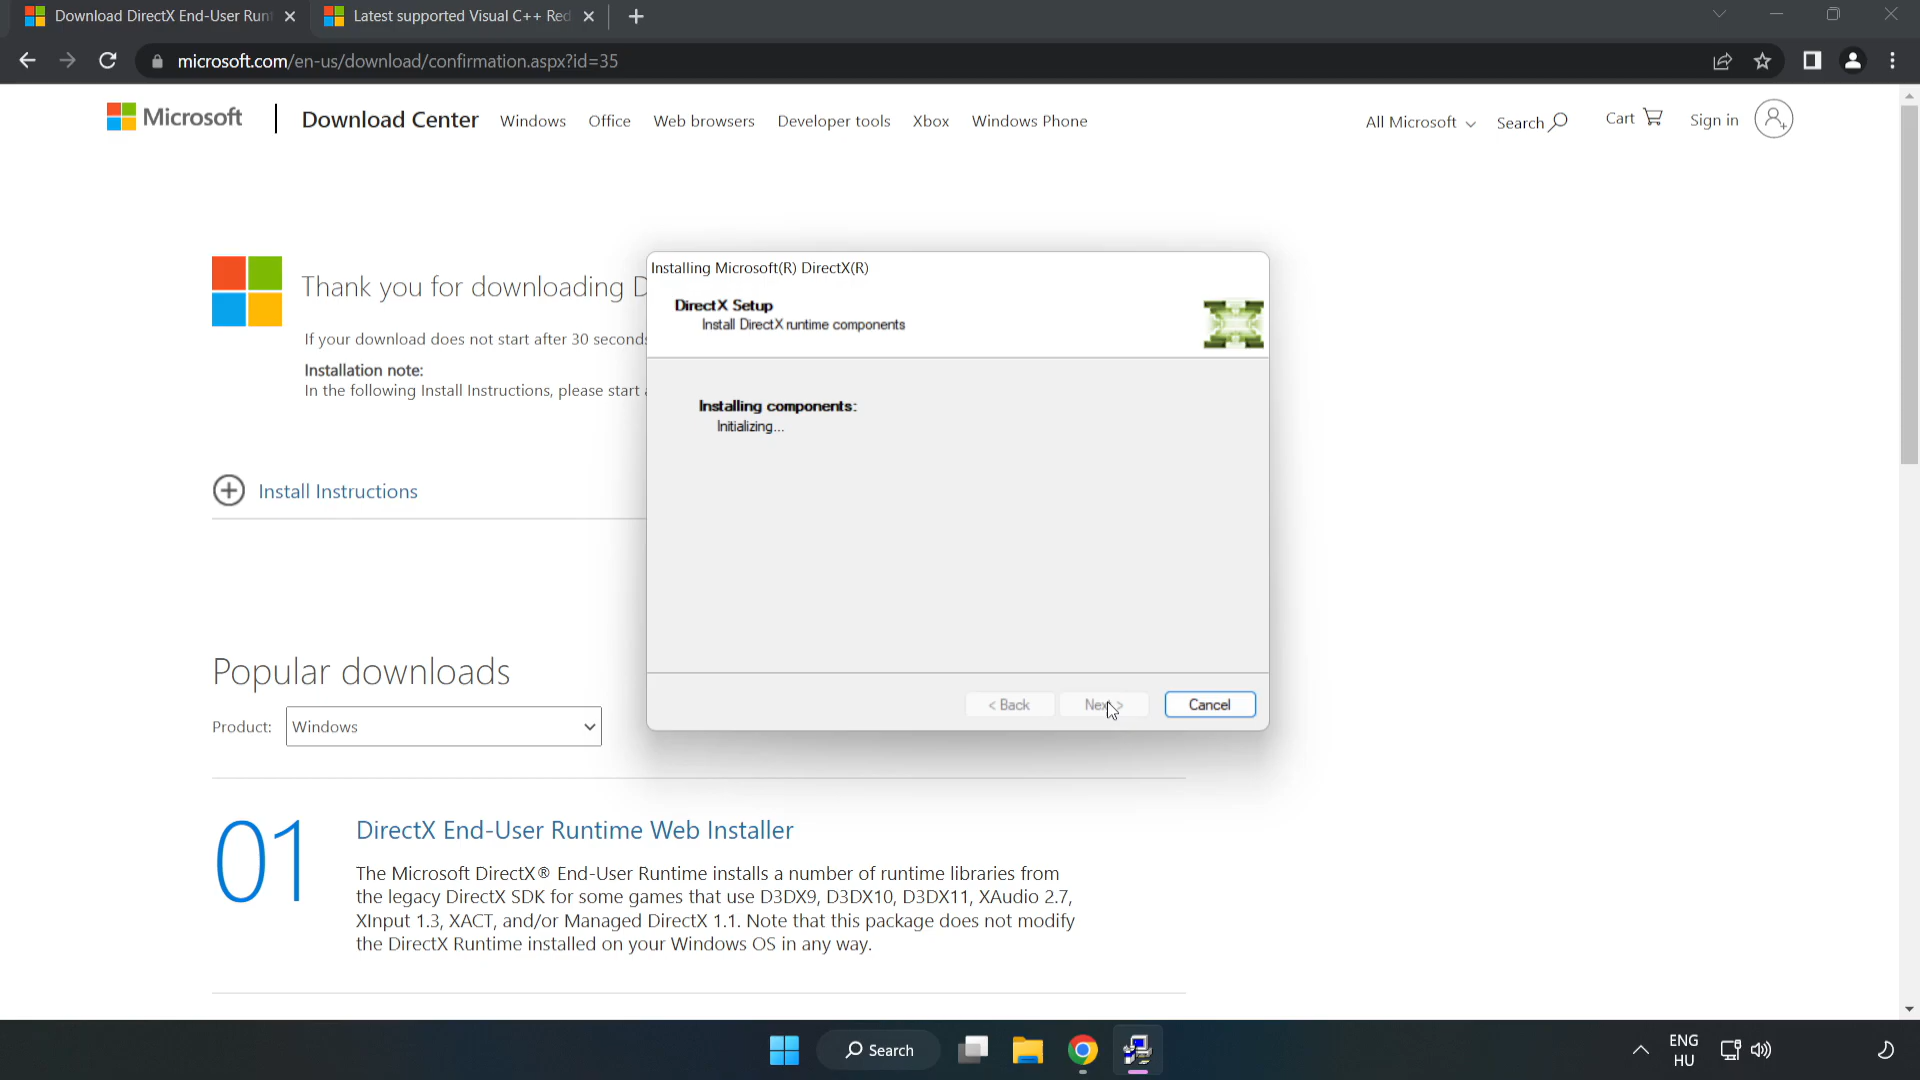 Download DirectX End-User Runt
Latest supported Visual C++ Red
microsoft.com/en-us/download/confirmation.aspx?id=35
Microsoft
Download Center
Windows
Office
Web browsers
Developer tools
Xbox
Windows Phone
All Microsoft
Search
Cart
Sign in
Thank you for downloading D
If your download does not start after 30 seconds
Installation note:
In the following Install Instructions, please start a
Install Instructions
Installing Microsoft(R) DirectX(R)
DirectX Setup
Install DirectX runtime components
Installing components:
Initializing...
< Back
Next >
Cancel
Popular downloads
Product:
Windows
01
DirectX End-User Runtime Web Installer
The Microsoft DirectX® End-User Runtime installs a number of runtime libraries from
the legacy DirectX SDK for some games that use D3DX9, D3DX10, D3DX11, XAudio 2.7,
XInput 1.3, XACT, and/or Managed DirectX 1.1. Note that this package does not modify
the DirectX Runtime installed on your Windows OS in any way.
Search
ENG
HU